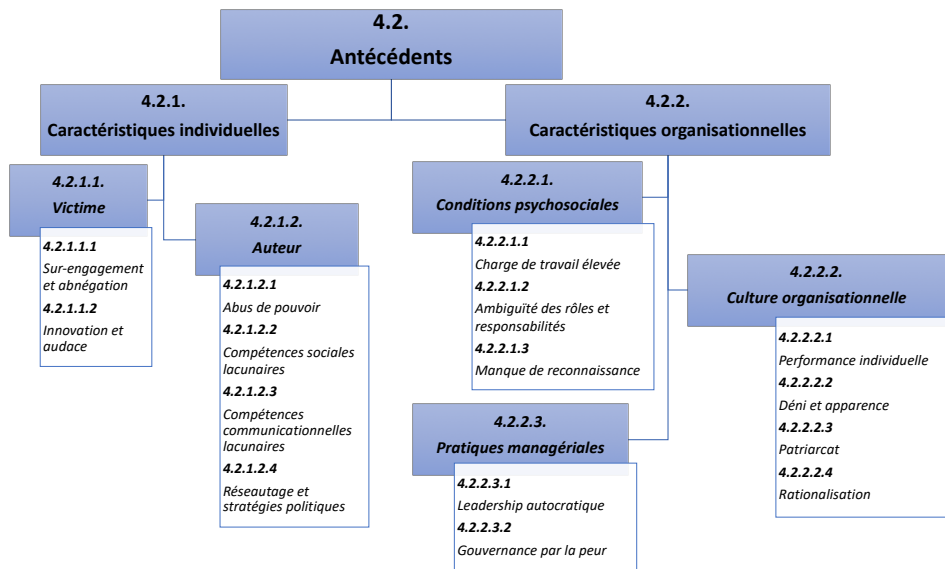 4.2.
Antécédents
4.2.1.
Caractéristiques individuelles
4.2.1.1.
Victime
4.2.1.1.1
Sur-engagement
et abnégation
4.2.1.1.2
Innovation et
audace
4.2.1.2.
Auteur
4.2.1.2.1
Abus de pouvoir
4.2.1.2.2
Compétences sociales
lacunaires
4.2.1.2.3
Compétences
communicationnelles
lacunaires
4.2.1.2.4
Réseautage et
stratégies politiques
4.2.2.
Caractéristiques organisationnelles
4.2.2.1.
Conditions psychosociales
4.2.2.1.1
Charge de travail élevée
4.2.2.1.2
Ambiguïté des rôles et
responsabilités
4.2.2.1.3
Manque de reconnaissance
4.2.2.2.
Culture organisationnelle
4.2.2.2.1
Performance individuelle
4.2.2.2.2
Déni et apparence
4.2.2.2.3
Patriarcat
4.2.2.2.4
Rationalisation
4.2.2.3.
Pratiques managériales
4.2.2.3.1
Leadership autocratique
4.2.2.3.2
Gouvernance par la peur